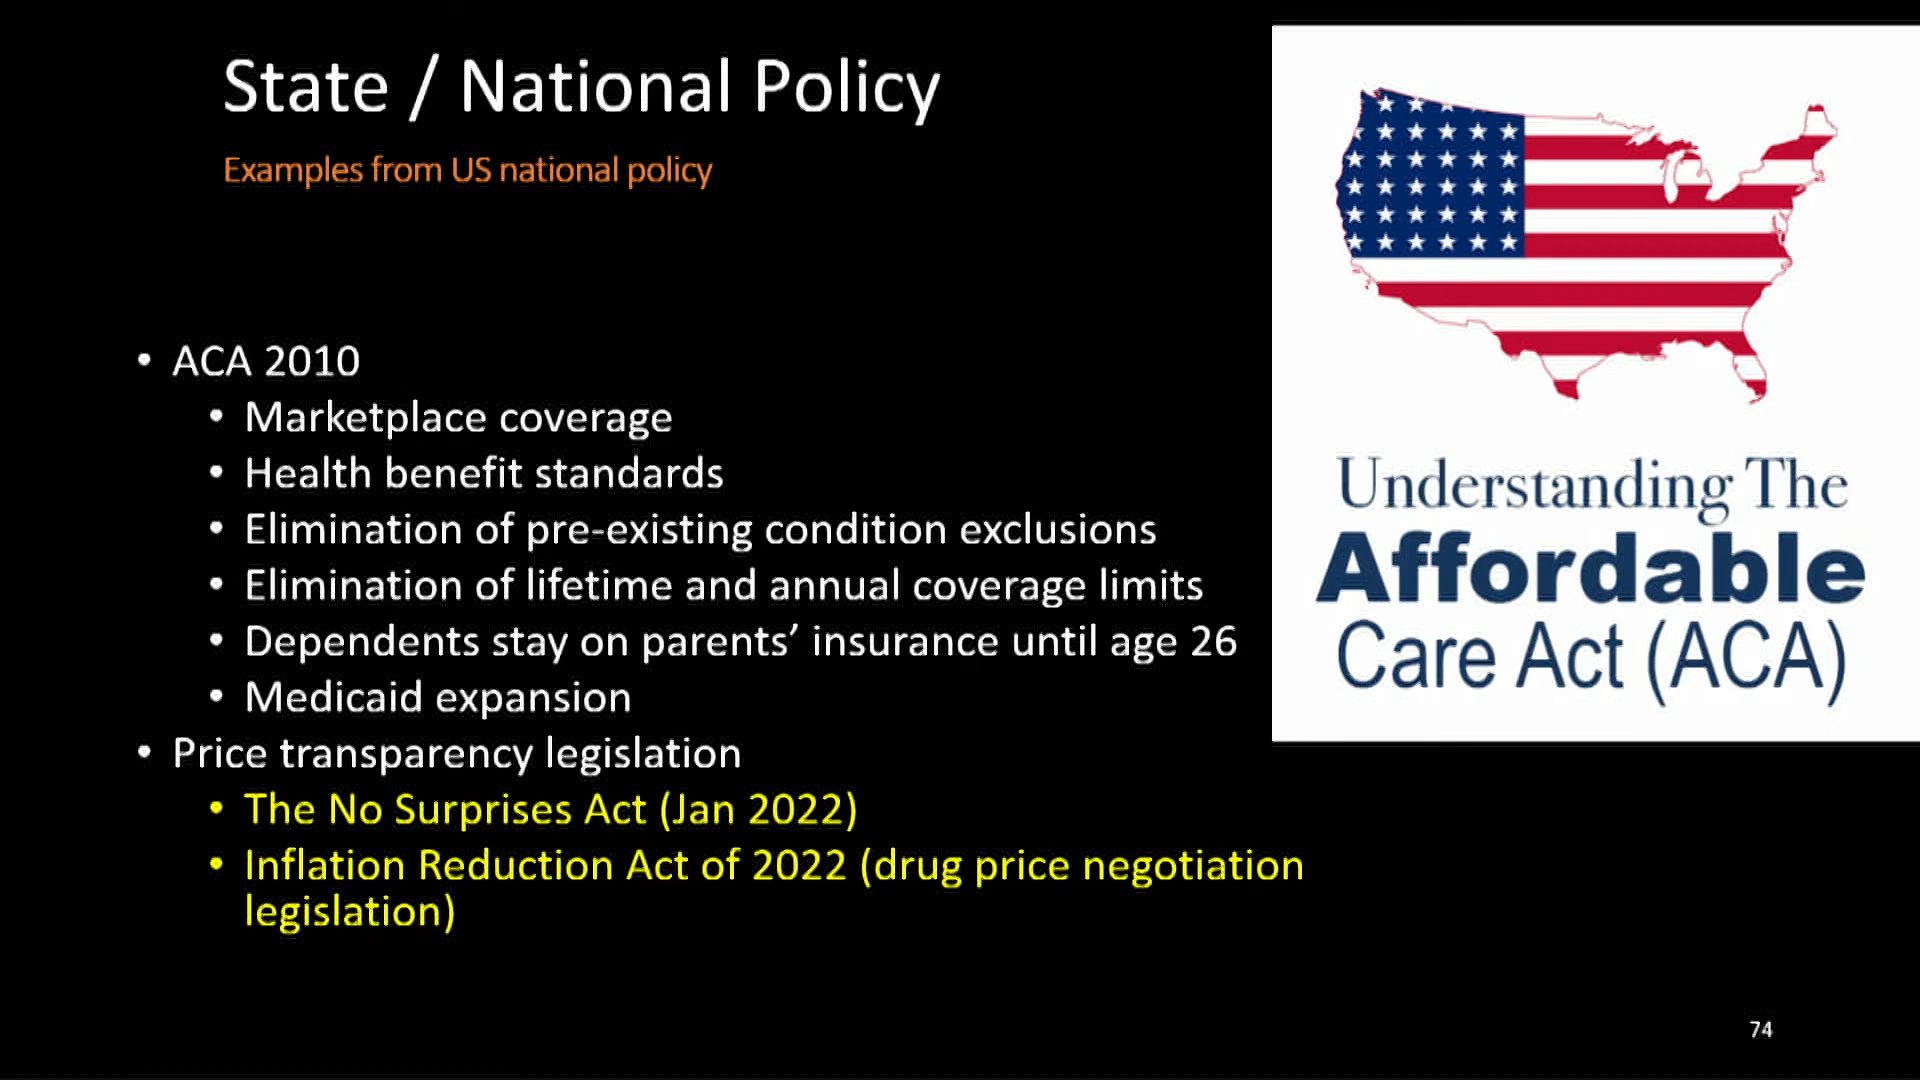 State / National Policy
Examples from US national policy
• ACA 2010
• Marketplace coverage
• Health benefit standards
• Elimination of pre-existing condition exclusions
• Elimination of lifetime and annual coverage limits
• Dependents stay on parents’ insurance until age 26
• Medicaid expansion
• Price transparency legislation
• The No Surprises Act (Jan 2022)
• Inflation Reduction Act of 2022 (drug price negotiation
legislation)
Understanding The
Affordable
Care Act (ACA)
74